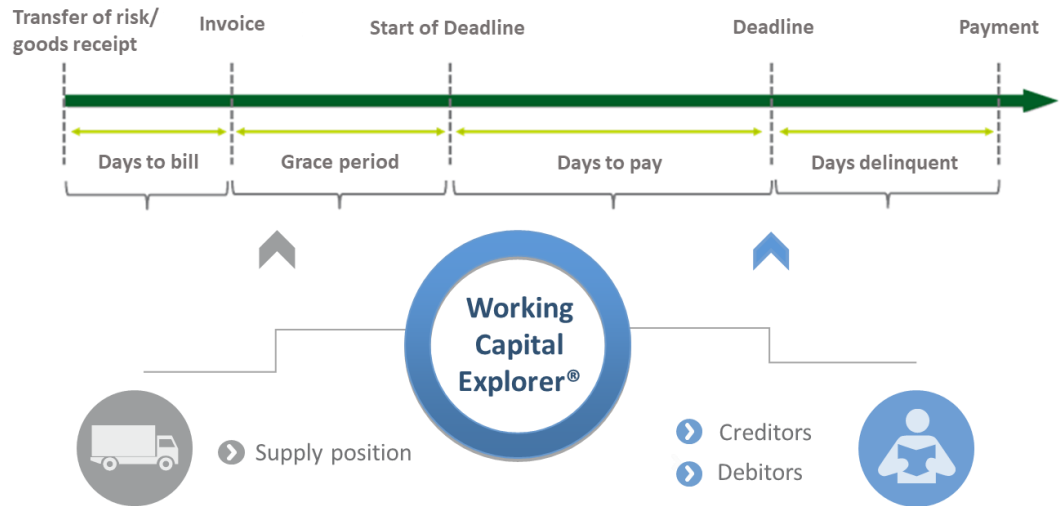 Transfer of risk/
goods receipt
Invoice
Start of Deadline
Deadline
Payment
Days to bill
Grace period
Days to pay
Days delinquent
Working
Capital
Explorer®
Supply position
Creditors
Debitors